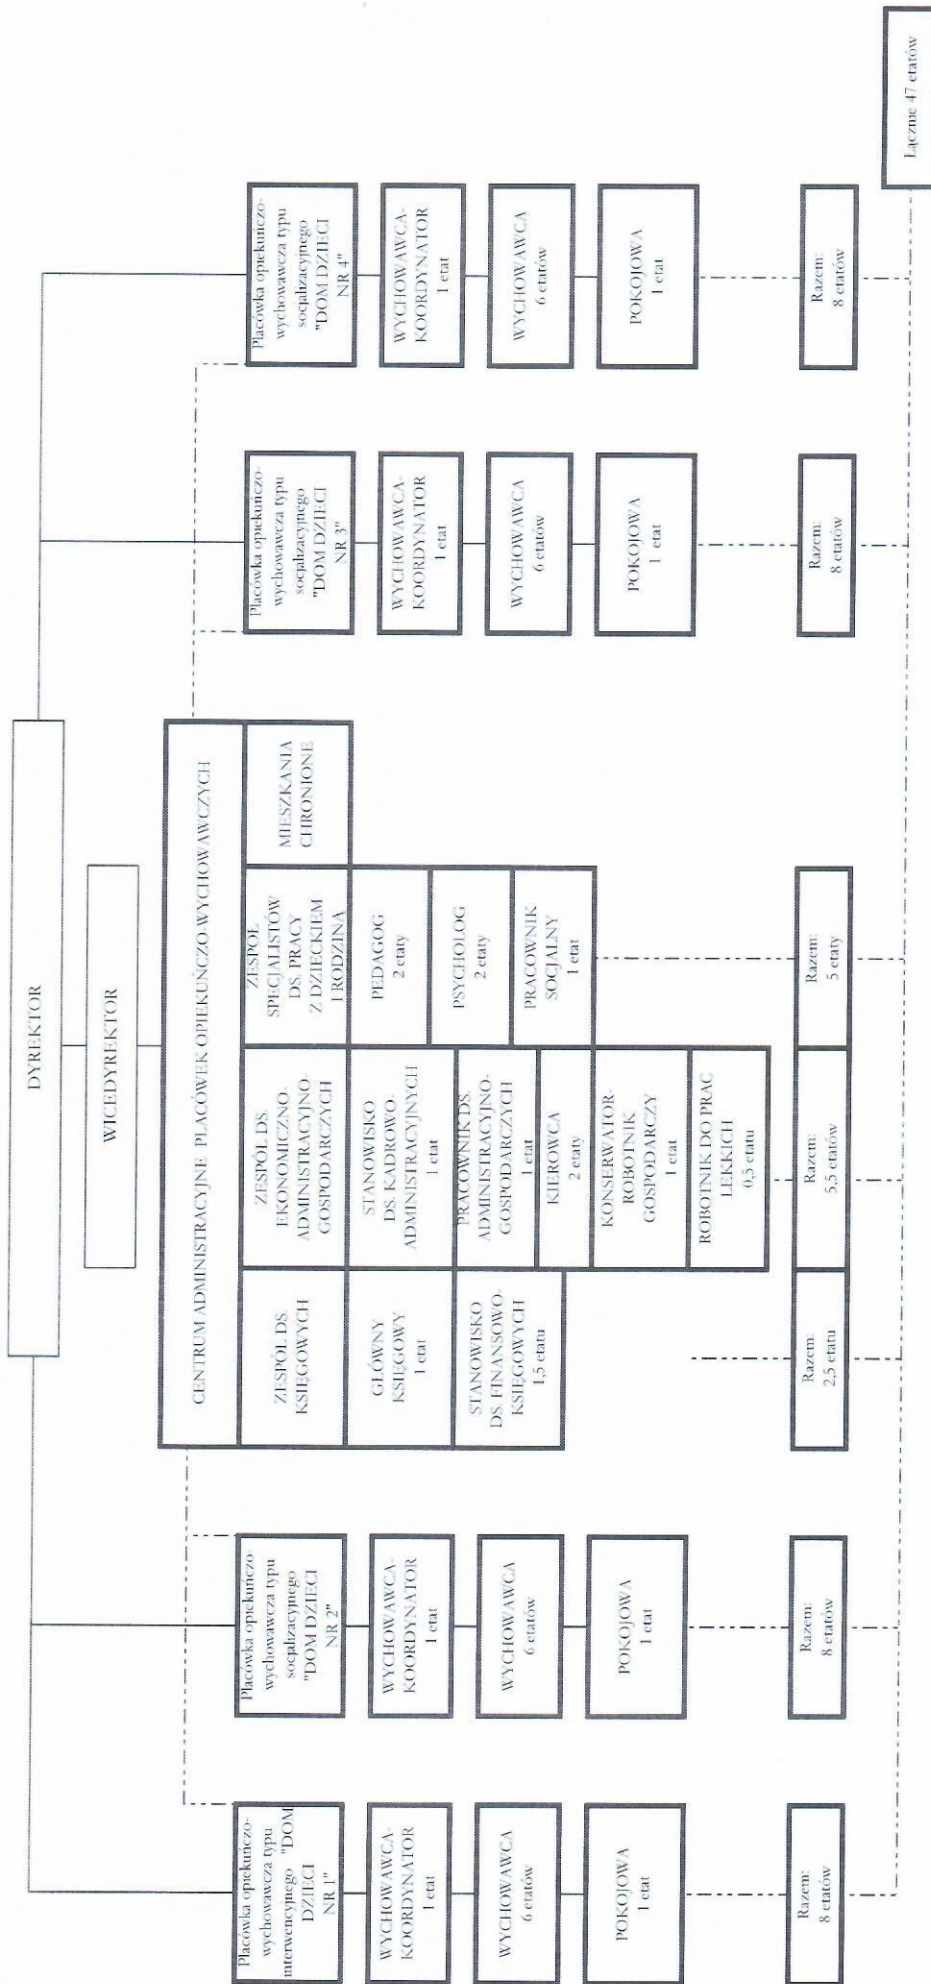 DYREKTOR
WICEDYREKTOR
CENTRUM ADMINISTRACYJNE PLACÓWEK OPIEKUŃCZO-WYCHOWAWCZYCH
Placówka opiekuńczo-
wychowawcza typu
interwencyjnego "DOM
DZIECI
NR 1"
WYCHOWAWCA-
KOORDYNATOR
1 etat
WYCHOWAWCA
6 etatów
POKOJOWA
1 etat
Razem:
8 etatów
Placówka opiekuńczo-
wychowawcza typu
socjalizacyjnego
"DOM DZIECI
NR 2"
WYCHOWAWCA-
KOORDYNATOR
1 etat
WYCHOWAWCA
6 etatów
POKOJOWA
1 etat
Razem:
8 etatów
ZESPÓŁ DS.
KSIĘGOWYCH
GŁÓWNY
KSIĘGOWY
1 etat
STANOWISKO
DS. FINANSOWO-
KSIĘGOWYCH
1,5 etatu
Razem:
2,5 etatu
ZESPÓŁ DS.
EKONOMICZNO-
ADMINISTRACYJNO-
GOSPODARCZYCH
STANOWISKO
DS. KADROWO-
ADMINISTRACYJNYCH
1 etat
PRACOWNIK DS.
ADMINISTRACYJNO-
GOSPODARCZYCH
1 etat
KIEROWCA
2 etaty
KONSERWATOR-
ROBOTNIK
GOSPODARCZY
1 etat
ROBOTNIK DO PRAC
LEKKICH
0,5 etatu
Razem:
5,5 etatów
ZESPÓŁ
SPECJALISTÓW
DS. PRACY
Z DZIECKIEM
I RODZINĄ
PEDAGOG
2 etaty
PSYCHOLOG
2 etaty
PRACOWNIK
SOCJALNY
1 etat
Razem:
5 etaty
MIESZKANIA
CHRONIONE
Placówka opiekuńczo-
wychowawcza typu
socjalizacyjnego
"DOM DZIECI
NR 3"
WYCHOWAWCA-
KOORDYNATOR
1 etat
WYCHOWAWCA
6 etatów
POKOJOWA
1 etat
Razem:
8 etatów
Placówka opiekuńczo-
wychowawcza typu
socjalizacyjnego
"DOM DZIECI
NR 4"
WYCHOWAWCA-
KOORDYNATOR
1 etat
WYCHOWAWCA
6 etatów
POKOJOWA
1 etat
Razem:
8 etatów
Łącznie 47 etatów